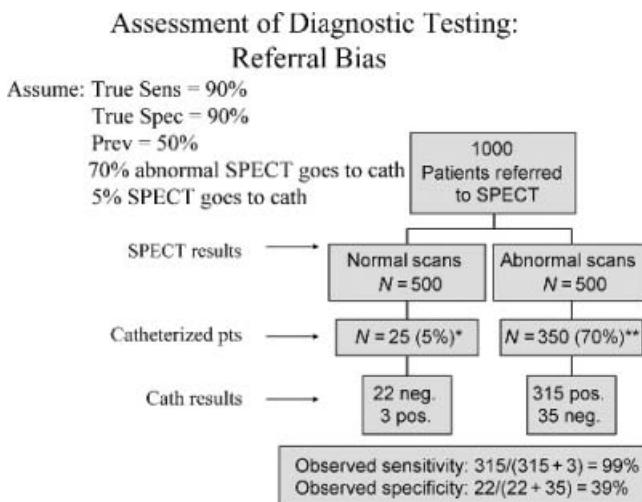 Assessment of Diagnostic Testing:
Referral Bias
Assume: True Sens = 90%
True Spec = 90%
Prev = 50%
70% abnormal SPECT goes to cath
5% SPECT goes to cath
1000
Patients referred
to SPECT
SPECT results
Normal scans
N = 500
Abnormal scans
N = 500
Catheterized pts
N = 25 (5%)*
N = 350 (70%)**
Cath results
22 neg.
3 pos.
315 pos.
35 neg.
Observed sensitivity: 315/(315 + 3) = 99%
Observed specificity: 22/(22 + 35) = 39%